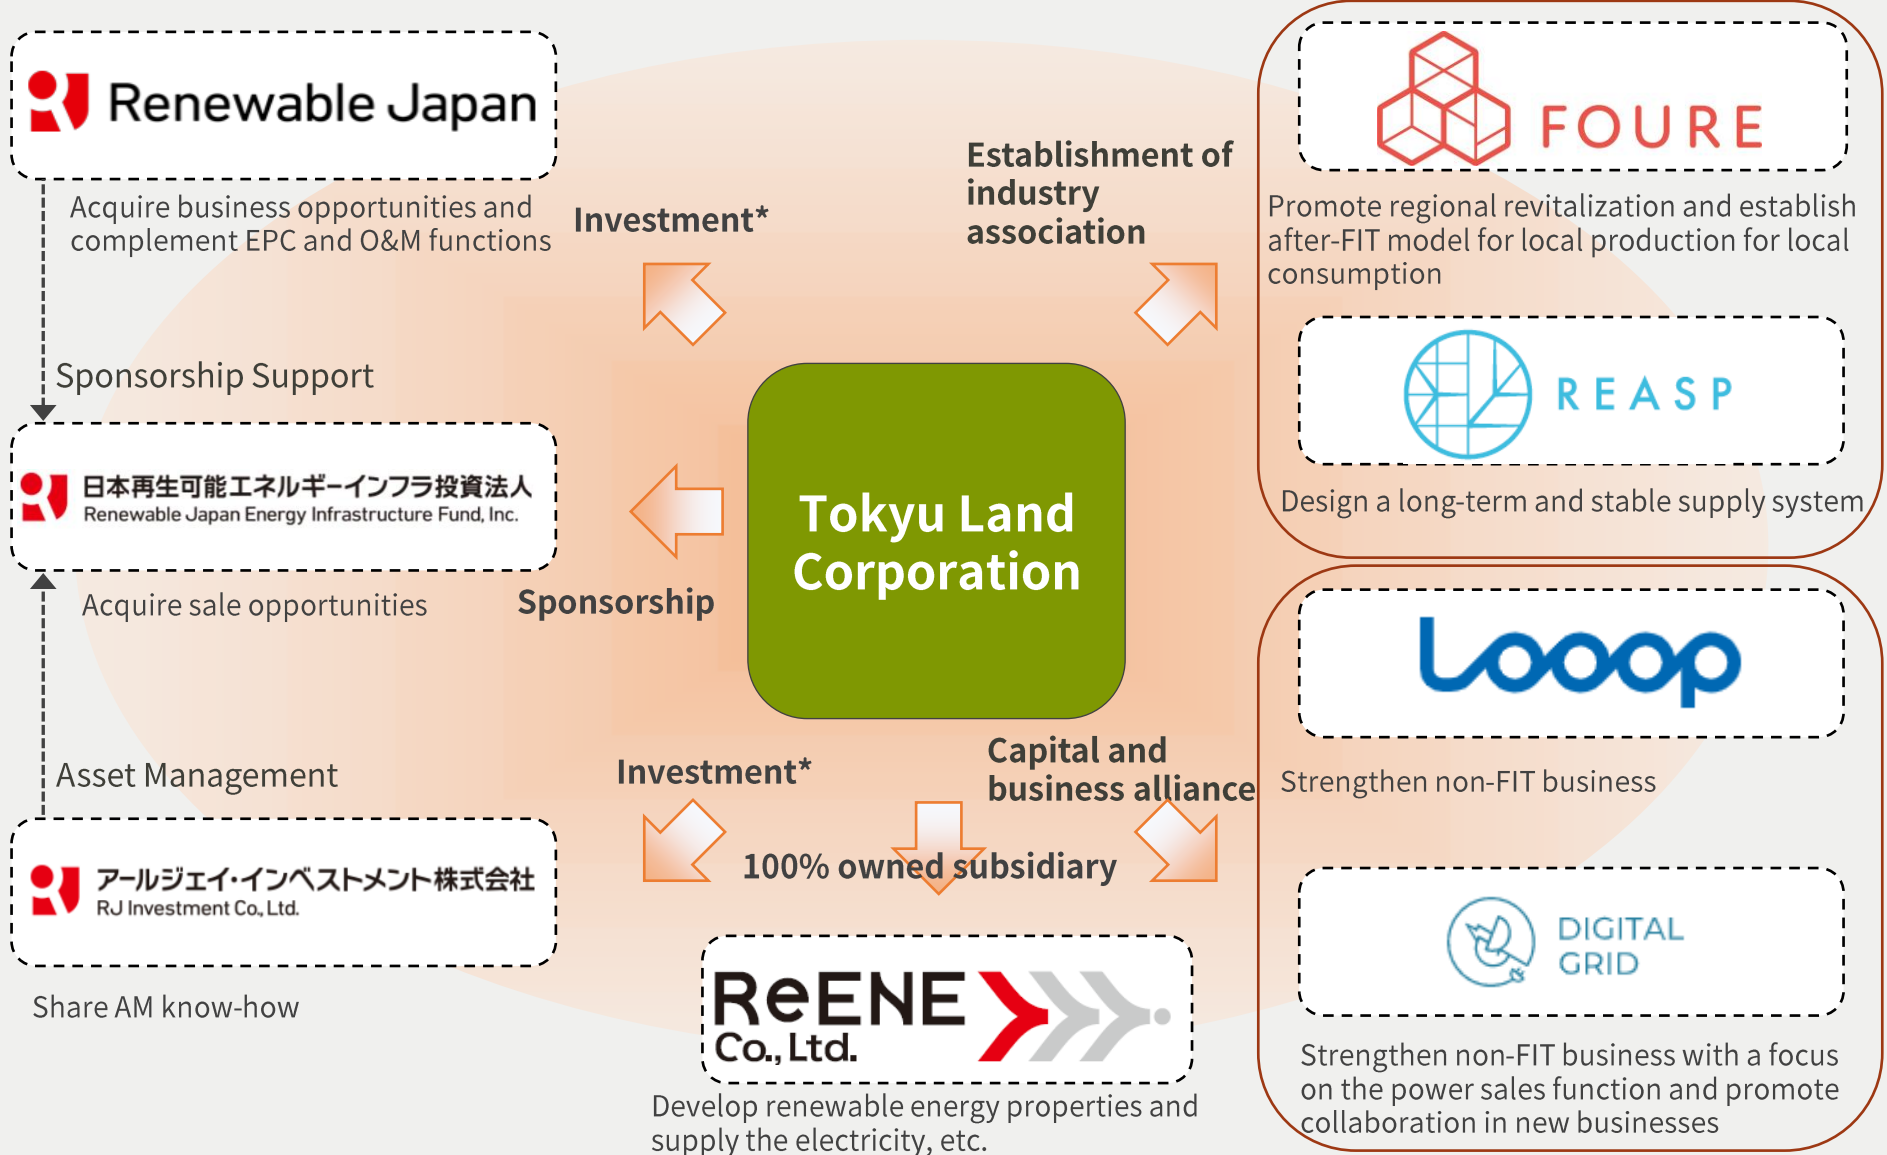 Renewable Japan
Acquire business opportunities and
complement EPC and O&M functions
Sponsorship Support
日本再生可能エネルギーインフラ投資法人
Renewable Japan Energy Infrastructure Fund, Inc.
Acquire sale opportunities
Asset Management
アールジェイ・インベストメント株式会社
RJ Investment Co., Ltd.
Share AM know-how
Investment*
Sponsorship
Investment*
Establishment of
industry
association
Tokyu Land
Corporation
Capital and
business alliance
100% owned subsidiary
ReENE
Co., Ltd.
Develop renewable energy properties and
supply the electricity, etc.
FOURE
Promote regional revitalization and establish
after-FIT model for local production for local
consumption
REASP
Design a long-term and stable supply system
Looop
Strengthen non-FIT business
DIGITAL
GRID
Strengthen non-FIT business with a focus
on the power sales function and promote
collaboration in new businesses